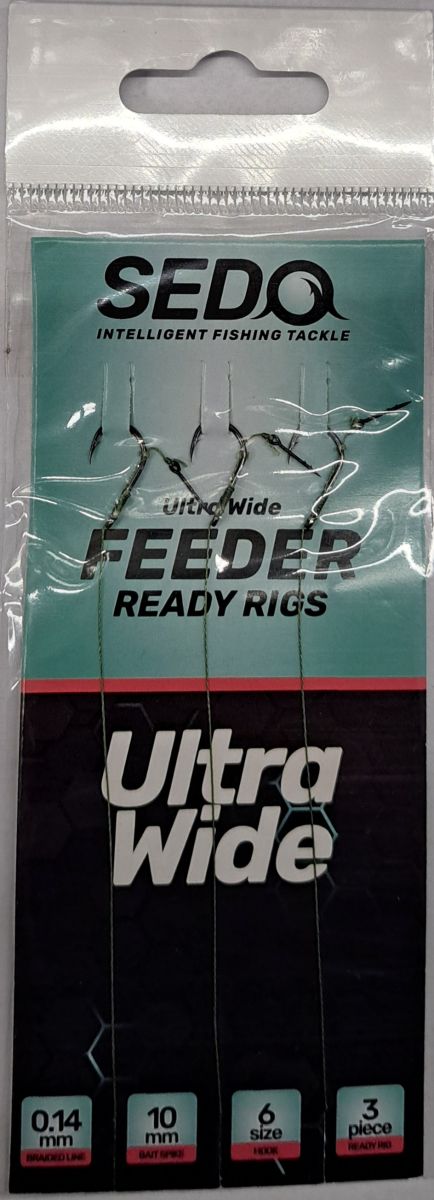 SEDO
INTELLIGENT FISHING TACKLE
Ultra Wide
FEEDER
READY RIGS
Ultra
Wide
0.14
mm
BRAIDED LINE
10
mm
BAIT SPIKE
6
size
HOOK
3
piece
READY RIG